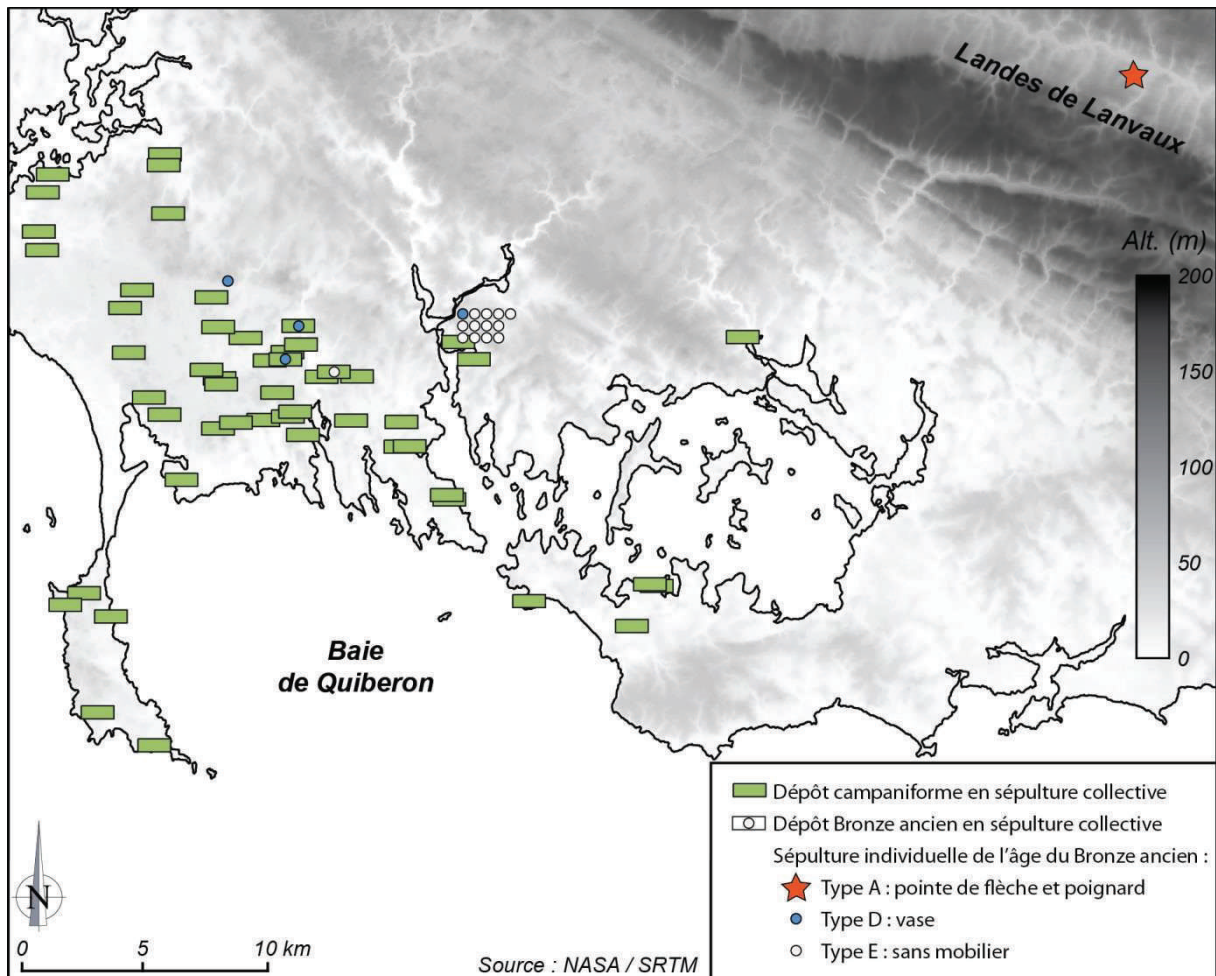 Landes de Lanvaux
Alt. (m)
200
150
100
50
0
Baie
de Quiberon
Dépôt campaniforme en sépulture collective
Dépôt Bronze ancien en sépulture collective
Sépulture individuelle de l'âge du Bronze ancien :
Type A : pointe de flèche et poignard
Type D : vase
Type E : sans mobilier
N
0 5 10 km
Source : NASA / SRTM